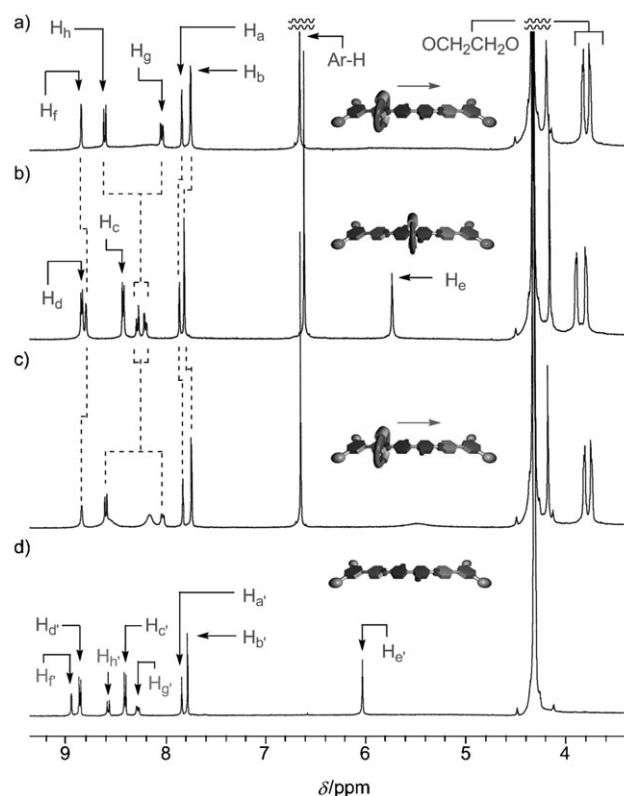 a)
H_h
H_g
H_a
H_b
H_f
Ar-H
OCH2CH2O
b)
H_c
H_d
H_e
c)
d)
H_a'
H_d'
H_c'
H_b'
H_f'
H_h'
H_g'
H_e'
9 8 7 6 5 4
δ/ppm